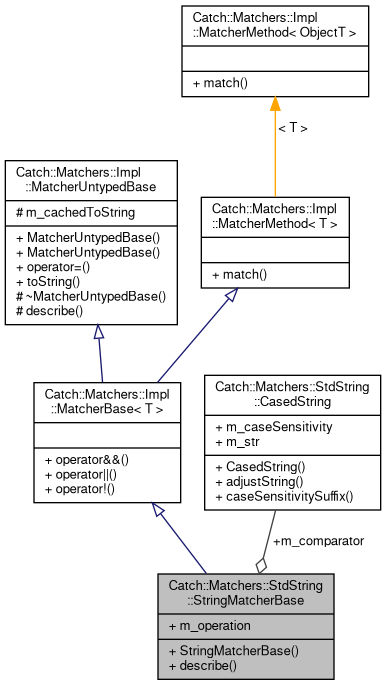 Catch::Matchers::Impl
::MatcherMethod< ObjectT >
+ match()
< T >
Catch::Matchers::Impl
::MatcherUntypedBase
# m_cachedToString
+ MatcherUntypedBase()
+ MatcherUntypedBase()
+ operator=()
+ toString()
# ~MatcherUntypedBase()
# describe()
Catch::Matchers::Impl
::MatcherMethod< T >
+ match()
Catch::Matchers::Impl
::MatcherBase< T >
+ operator&&()
+ operator||()
+ operator!()
Catch::Matchers::StdString
::CasedString
+ m_caseSensitivity
+ m_str
+ CasedString()
+ adjustString()
+ caseSensitivitySuffix()
+m_comparator
Catch::Matchers::StdString
::StringMatcherBase
+ m_operation
+ StringMatcherBase()
+ describe()